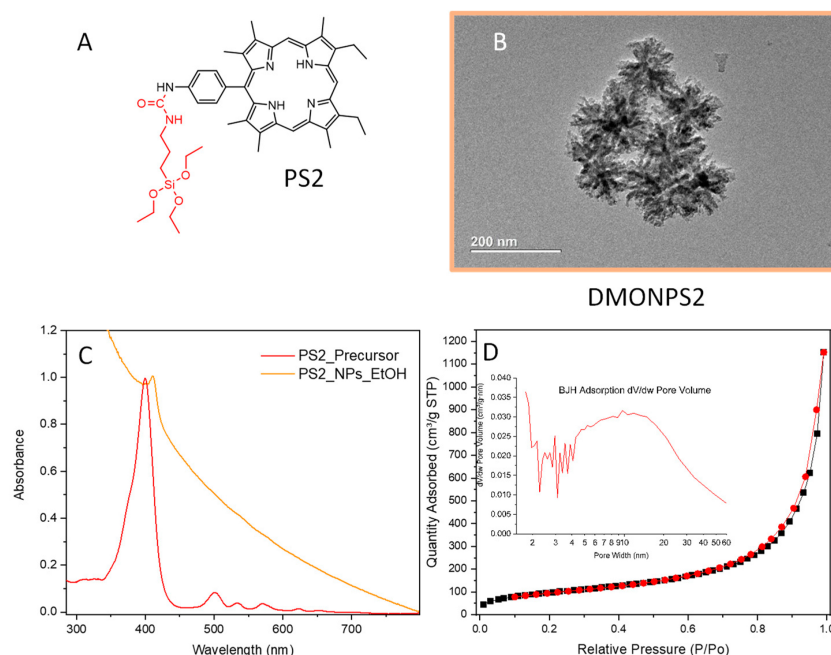 A
N
HN
NH
N
NH
O
NH
Si
O
O
O
PS2
B
200 nm
DMONPS2
C
PS2_Precursor
PS2_NPs_EtOH
1.2
1.0
0.8
0.6
0.4
0.2
0.0
300 400 500 600 700
Absorbance
Wavelength (nm)
D
1200
1100
1000
900
800
700
600
500
400
300
200
100
0
0.0 0.2 0.4 0.6 0.8 1.0
Quantity Adsorbed (cm³/g STP)
Relative Pressure (P/Po)
BJH Adsorption dV/dw Pore Volume
0.040
0.035
0.030
0.025
0.020
0.015
0.010
0.005
0.000
2 3 4 5 6 7 8 9 10 20 30 40 50 60
dV/dw Pore Volume (cm³/g·nm)
Pore Width (nm)